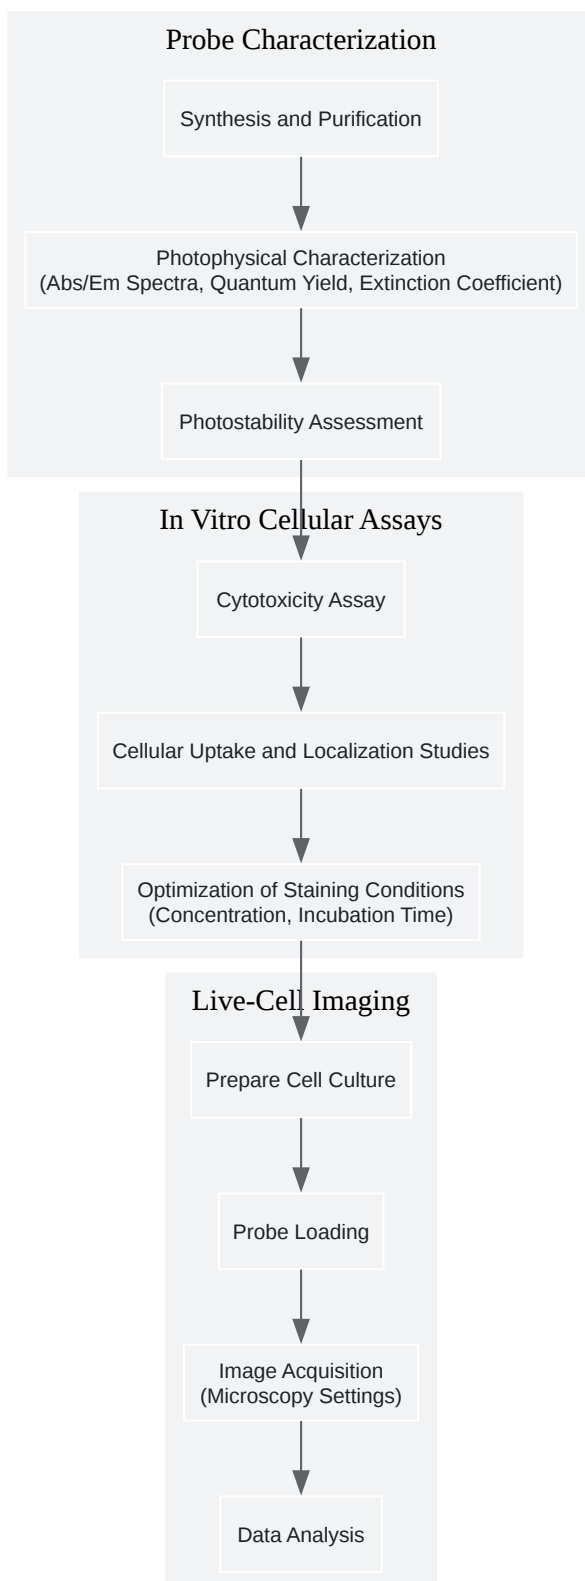 Probe Characterization
Synthesis and Purification
Photophysical Characterization
(Abs/Em Spectra, Quantum Yield, Extinction Coefficient)
Photostability Assessment
In Vitro Cellular Assays
Cytotoxicity Assay
Cellular Uptake and Localization Studies
Optimization of Staining Conditions
(Concentration, Incubation Time)
Live-Cell Imaging
Prepare Cell Culture
Probe Loading
Image Acquisition
(Microscopy Settings)
Data Analysis